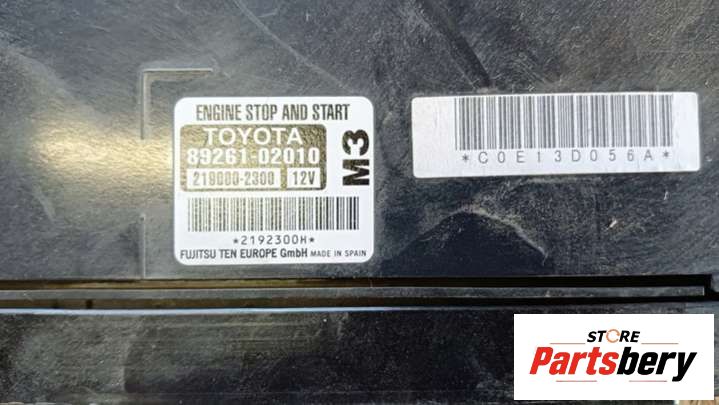 ENGINE STOP AND START
TOYOTA
89261-02010
219000-2300 12V
M3
*2192300H*
FUJITSU TEN EUROPE GmbH MADE IN SPAIN
*C0E13D056A*
STORE
Partsbery